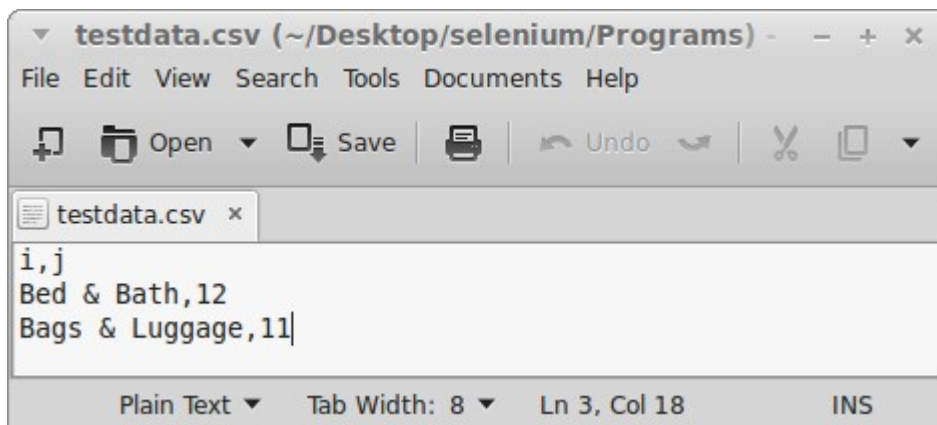 testdata.csv (~/Desktop/selenium/Programs) -
File Edit View Search Tools Documents Help
Open Save Undo
testdata.csv
i,j
Bed & Bath,12
Bags & Luggage,11
Plain Text Tab Width: 8 Ln 3, Col 18 INS